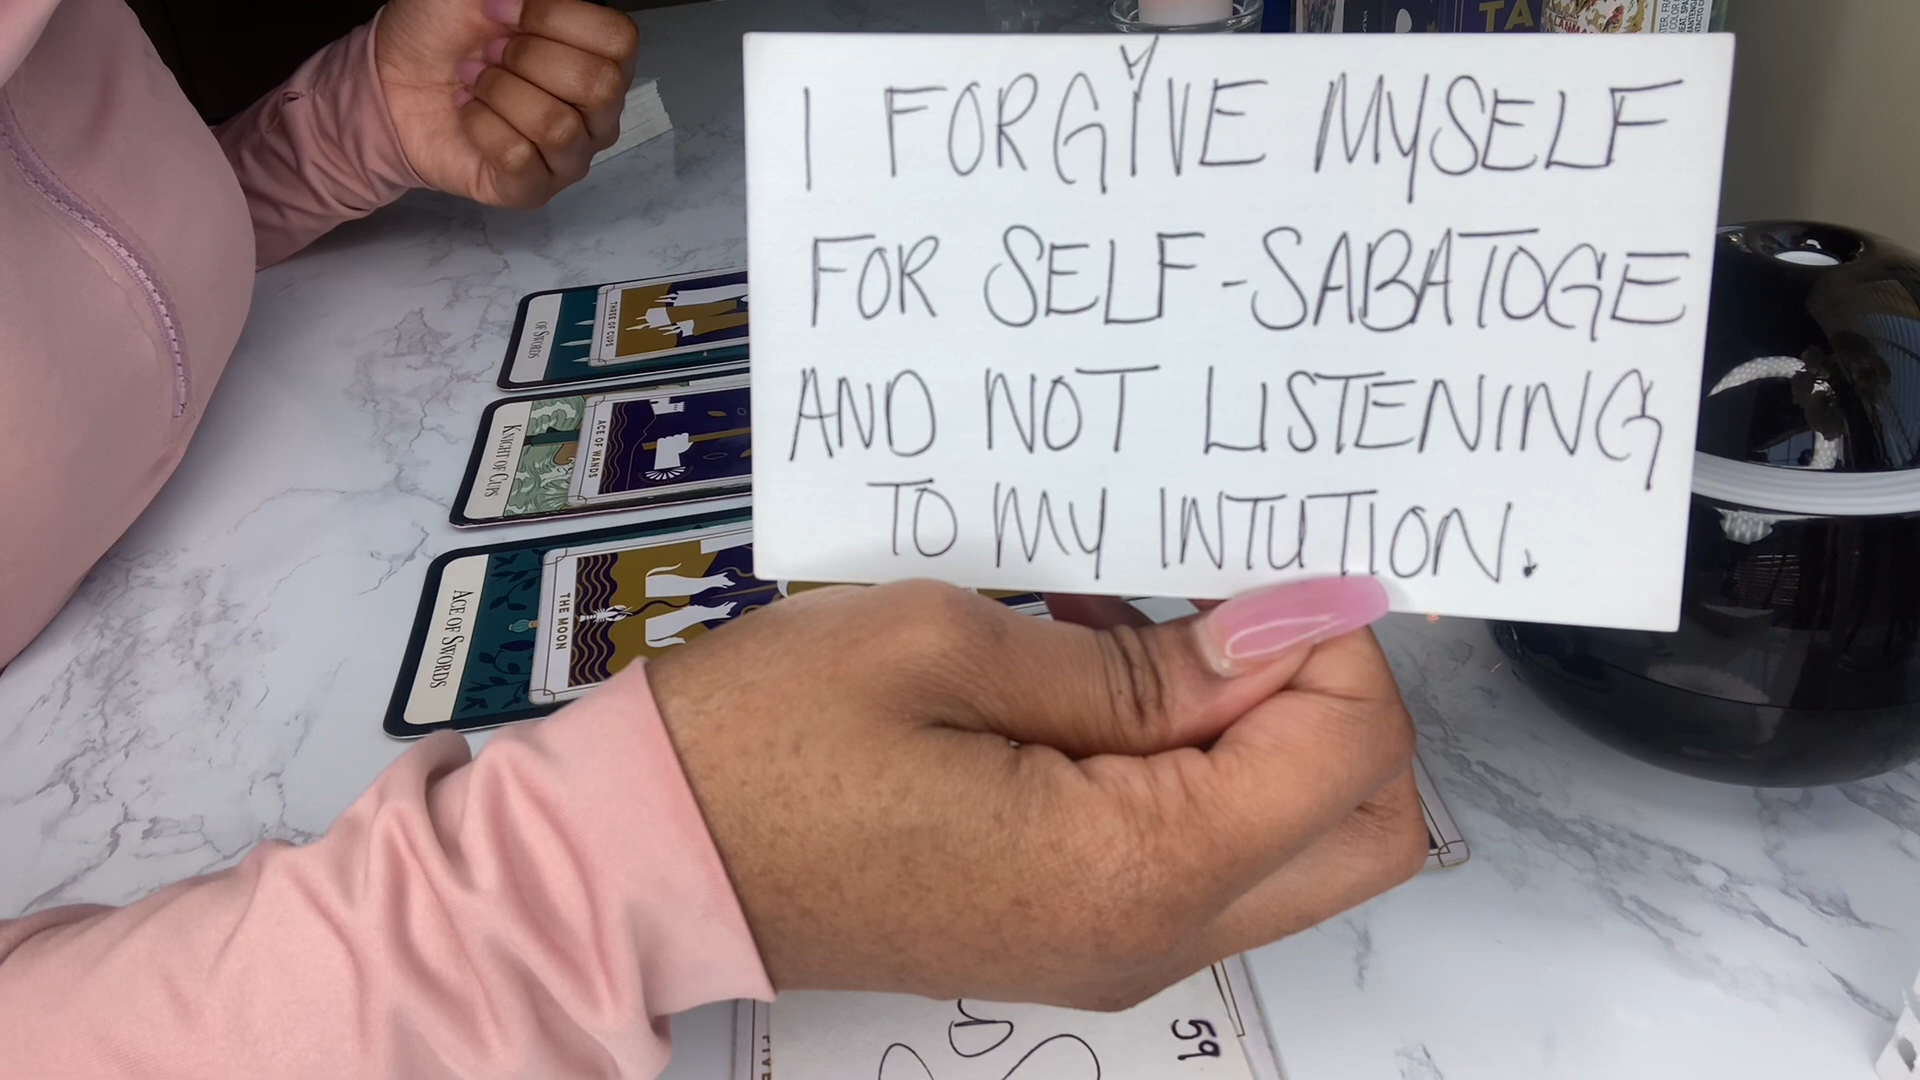 TA
I FORGIVE MYSELF
FOR SELF-SABATOGE
AND NOT LISTENING
TO MY INTUTION.
OF SWORDS
THREE OF CUPS
KNIGHT OF CUPS
ACE OF WANDS
ACE OF SWORDS
THE MOON
59